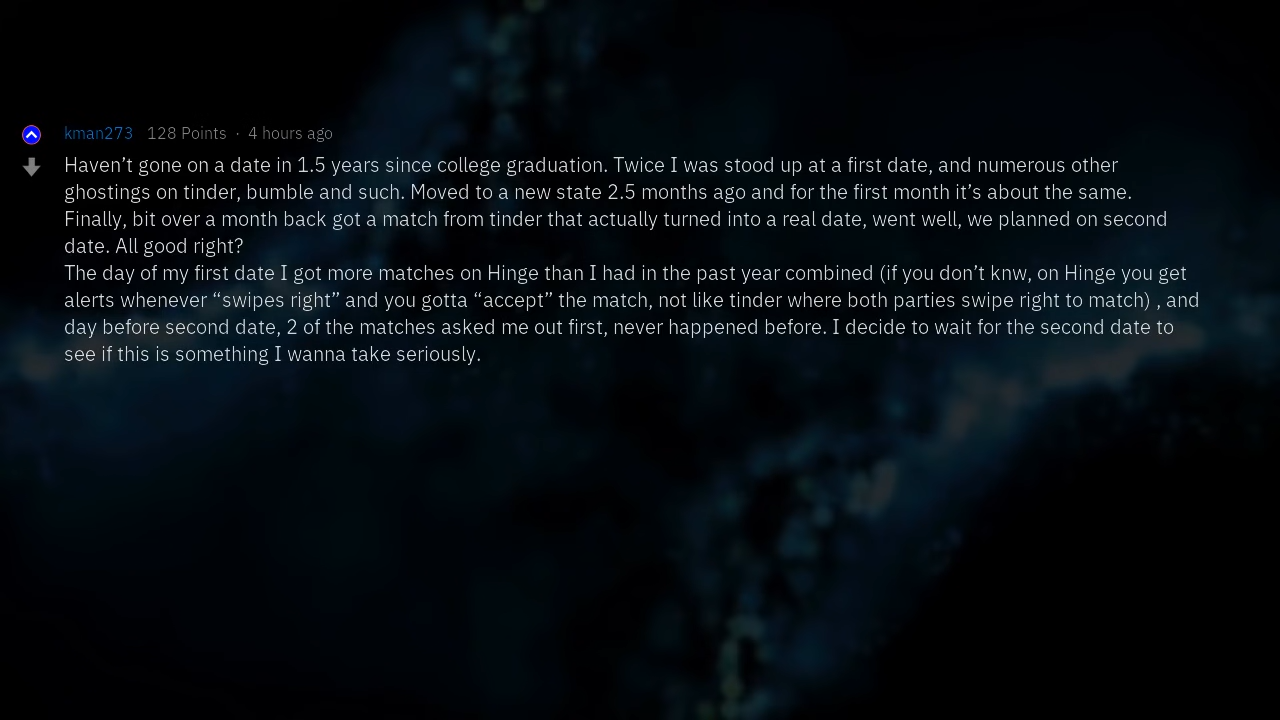 kman273 128 Points · 4 hours ago
Haven’t gone on a date in 1.5 years since college graduation. Twice I was stood up at a first date, and numerous other
ghostings on tinder, bumble and such. Moved to a new state 2.5 months ago and for the first month it’s about the same.
Finally, bit over a month back got a match from tinder that actually turned into a real date, went well, we planned on second
date. All good right?
The day of my first date I got more matches on Hinge than I had in the past year combined (if you don’t knw, on Hinge you get
alerts whenever “swipes right” and you gotta “accept” the match, not like tinder where both parties swipe right to match) , and
day before second date, 2 of the matches asked me out first, never happened before. I decide to wait for the second date to
see if this is something I wanna take seriously.